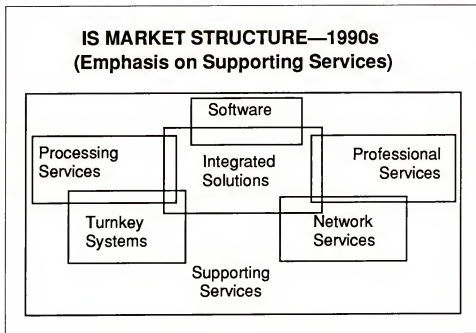 IS MARKET STRUCTURE—1990s
(Emphasis on Supporting Services)
Software
Processing
Services
Integrated
Solutions
Professional
Services
Turnkey
Systems
Network
Services
Supporting
Services